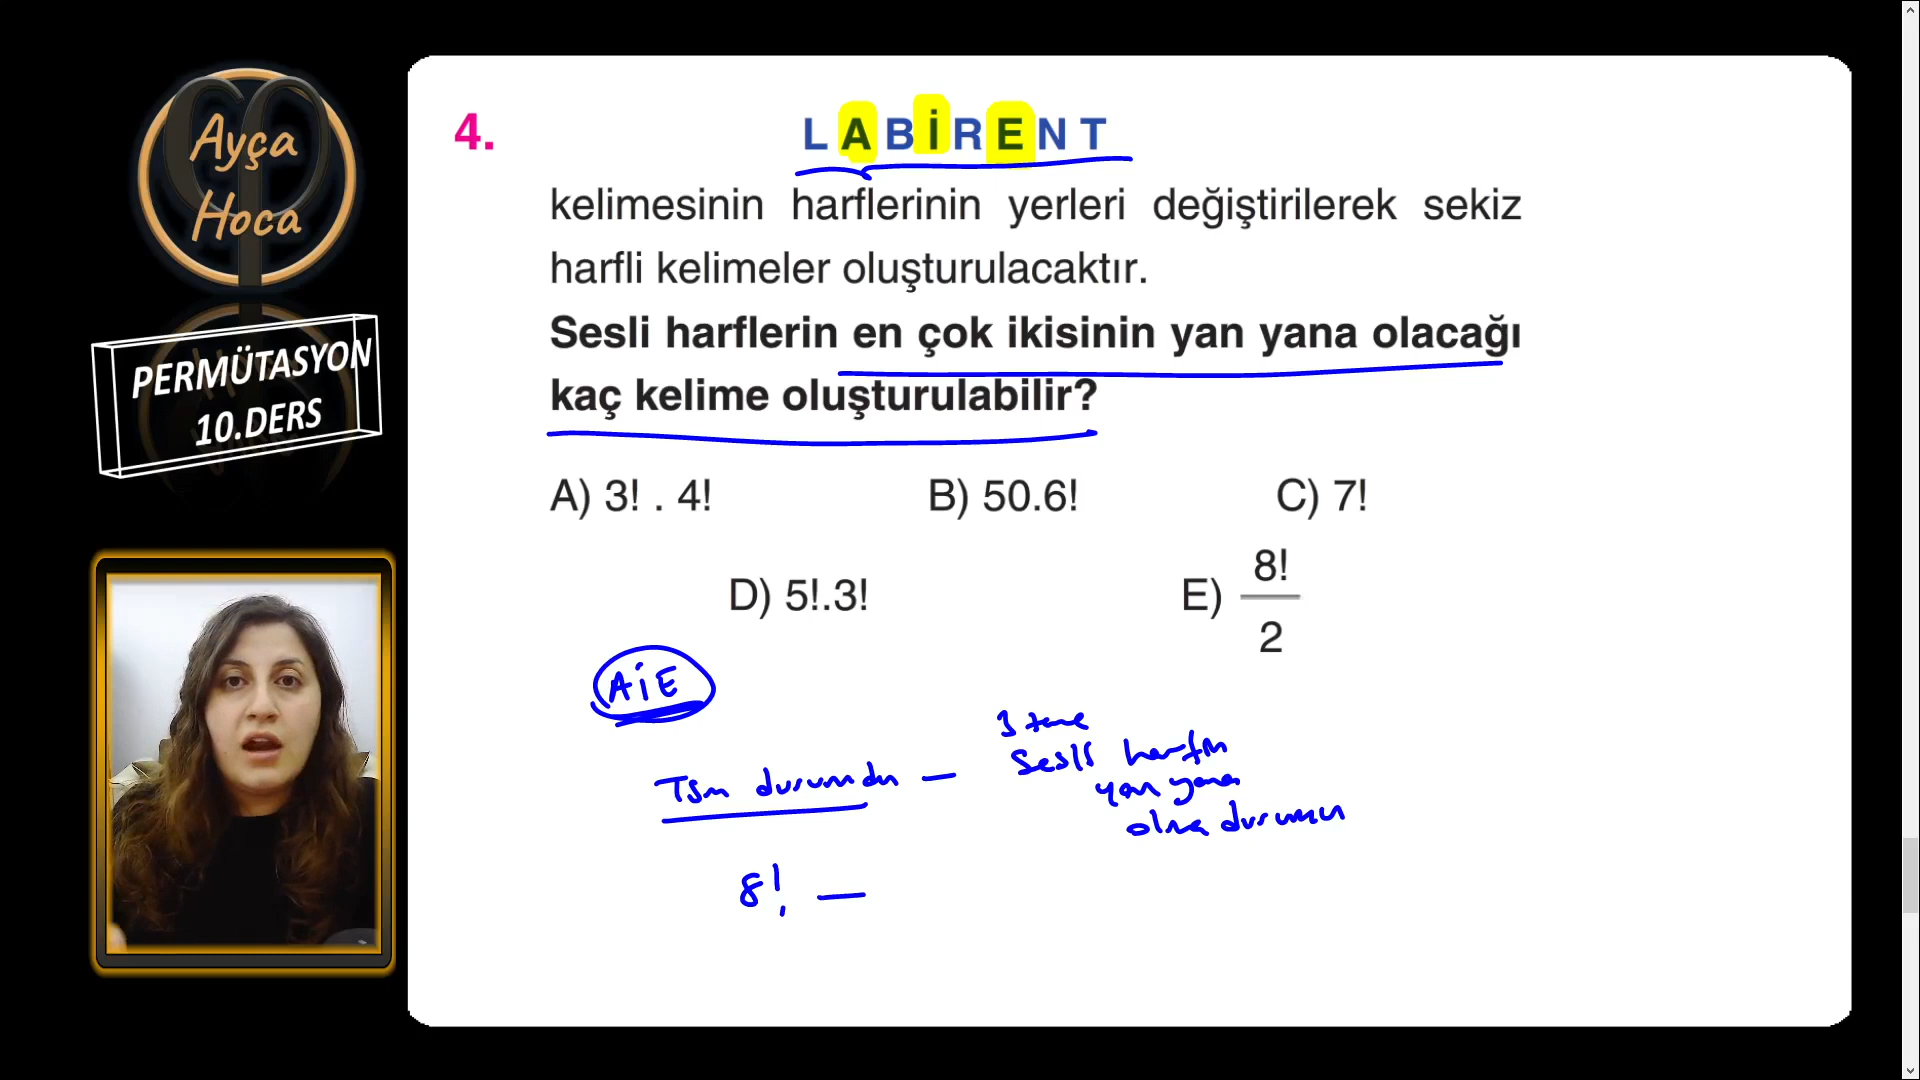 Ayça
Hoca
PERMÜTASYON
10.DERS
4. LABİRENT
kelimesinin harflerinin yerleri değiştirilerek sekiz
harfli kelimeler oluşturulacaktır.
Sesli harflerin en çok ikisinin yan yana olacağı
kaç kelime oluşturulabilir?
A) 3! . 4! B) 50.6! C) 7!
D) 5!.3! E) 8!/2
AİE
3 tane
Tüm durumdan — Sesli harfin
yan yana
olma durumu
8! —